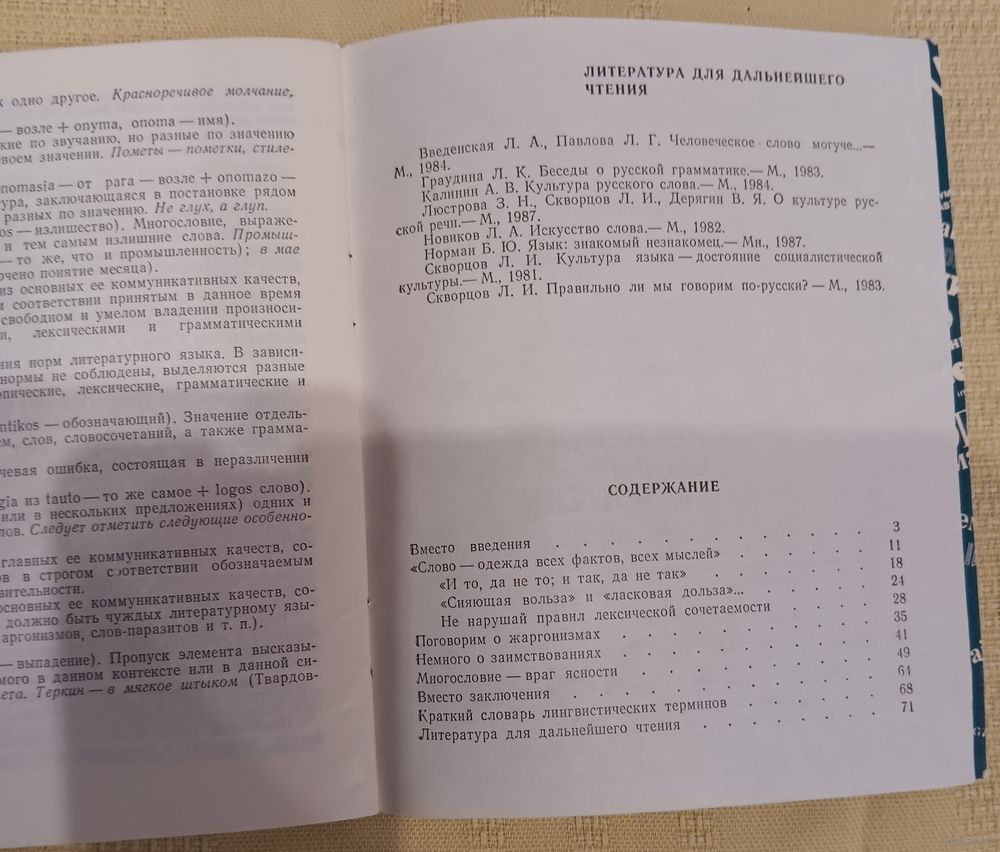 к одно другое. Красноречивое молчание,
— возле + onyma, onoma — имя).
кие по звучанию, но разные по значению
воем значении. Пометы — пометки, стиле-
nomasia — от para — возле + onomazo —
ура, заключающаяся в постановке рядом
разных по значению. Не глух, а глуп.
os — излишество). Многословие, выраже-
и тем самым излишние слова. Промыш-
— то же, что и промышленность); в мае
очено понятие месяца).
из основных ее коммуникативных качеств,
м соответствии принятым в данное время
свободном и умелом владении произноси-
и, лексическими и грамматическими
ния норм литературного языка. В зависи-
нормы не соблюдены, выделяются разные
пические, лексические, грамматические и
ntikos — обозначающий). Значение отдель-
ем, слов, словосочетаний, а также грамма-
чевая ошибка, состоящая в неразличении
gia из tauto — то же самое + logos слово).
или в нескольких предложениях) одних и
лов. Следует отметить следующие особенно-
главных ее коммуникативных качеств, со-
ов в строгом соответствии обозначаемым
вительности.
основных ее коммуникативных качеств, со-
должно быть чуждых литературному язы-
жаргонизмов, слов-паразитов и т. п.).
— выпадение). Пропуск элемента высказы-
мого в данном контексте или в данной си-
ета. Теркин — в мягкое штыком (Твардов-
ЛИТЕРАТУРА ДЛЯ ДАЛЬНЕЙШЕГО
ЧТЕНИЯ
Введенская Л. А., Павлова Л. Г. Человеческое слово могуче...—
М., 1984.
Граудина Л. К. Беседы о русской грамматике.— М., 1983.
Калинин А. В. Культура русского слова.— М., 1984.
Люстрова З. Н., Скворцов Л. И., Дерягин В. Я. О культуре рус-
ской речи.— М., 1987.
Новиков Л. А. Искусство слова.— М., 1982.
Норман Б. Ю. Язык: знакомый незнакомец.— Мн., 1987.
Скворцов Л. И. Культура языка — достояние социалистической
культуры.— М., 1981.
Скворцов Л. И. Правильно ли мы говорим по-русски? — М., 1983.
СОДЕРЖАНИЕ
Вместо введения . . . . . . . . . . 3
«Слово — одежда всех фактов, всех мыслей» . . . . . 11
«И то, да не то; и так, да не так» . . . . . . 18
«Сияющая вользa» и «ласковая дользa»... . . . . . 24
Не нарушай правил лексической сочетаемости . . . . 28
Поговорим о жаргонизмах . . . . . . . . 35
Немного о заимствованиях . . . . . . . . 41
Многословие — враг ясности . . . . . . . . 49
Вместо заключения . . . . . . . . . 64
Краткий словарь лингвистических терминов . . . . . 68
Литература для дальнейшего чтения . . . . . . 71